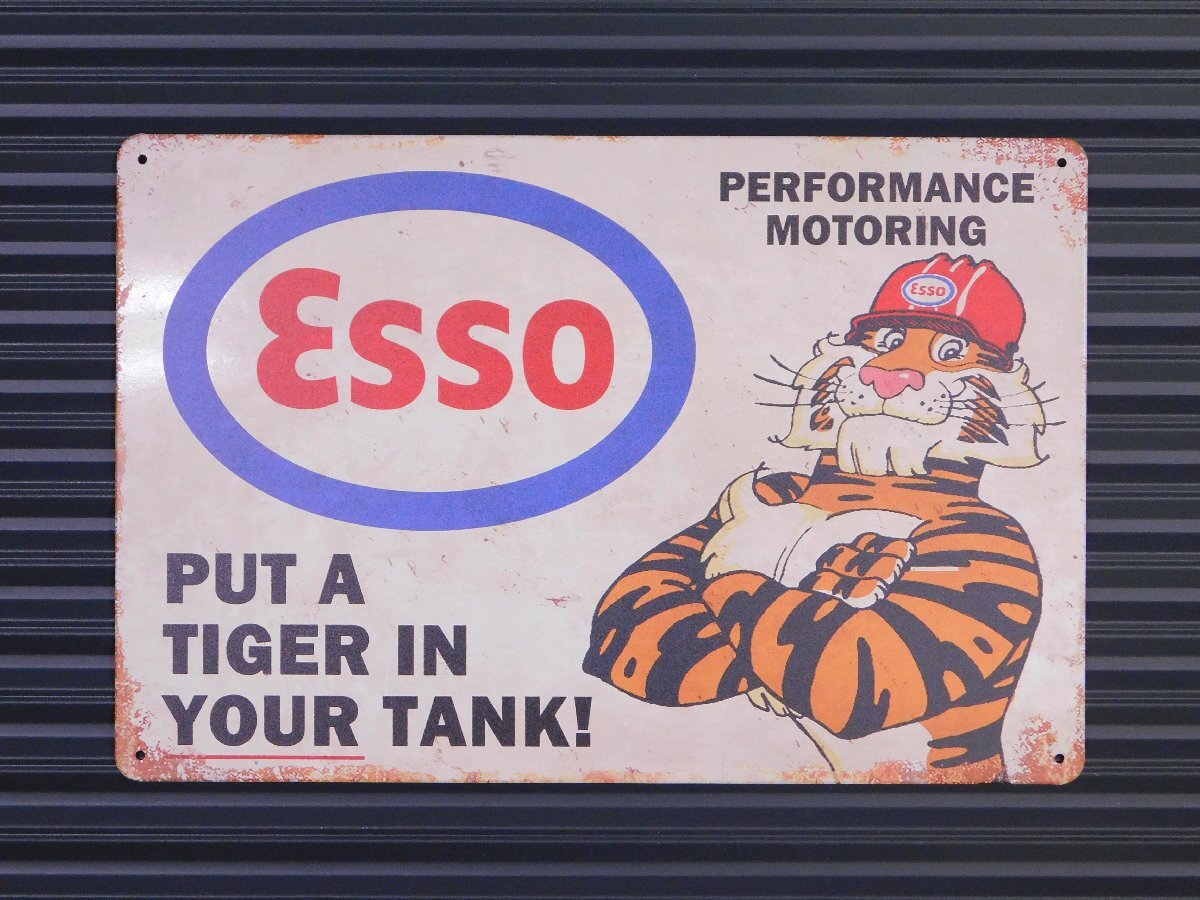 PERFORMANCE
MOTORING
Esso
Esso
PUT A
TIGER IN
YOUR TANK!